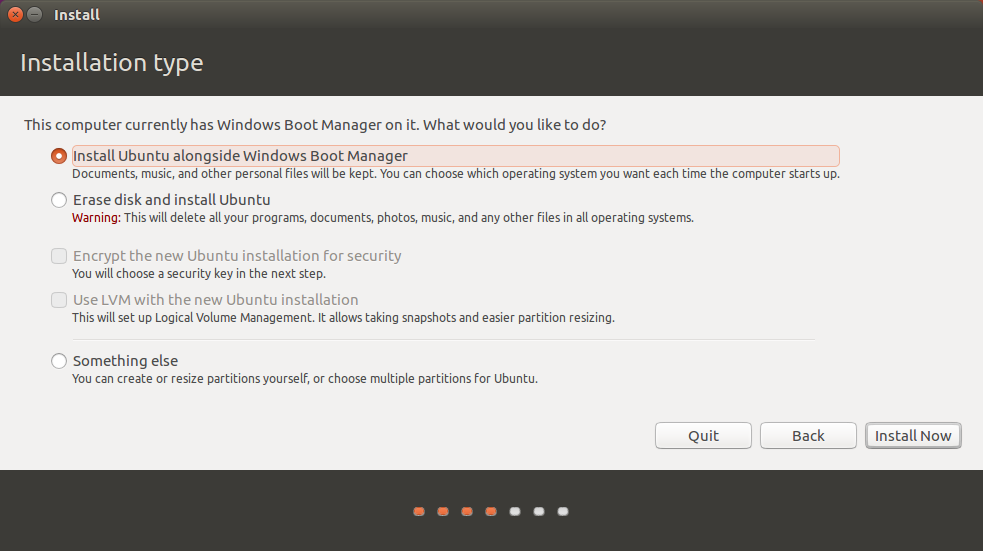 Install
Installation type
This computer currently has Windows Boot Manager on it. What would you like to do?
Install Ubuntu alongside Windows Boot Manager
Documents, music, and other personal files will be kept. You can choose which operating system you want each time the computer starts up.
Erase disk and install Ubuntu
Warning: This will delete all your programs, documents, photos, music, and any other files in all operating systems.
Encrypt the new Ubuntu installation for security
You will choose a security key in the next step.
Use LVM with the new Ubuntu installation
This will set up Logical Volume Management. It allows taking snapshots and easier partition resizing.
Something else
You can create or resize partitions yourself, or choose multiple partitions for Ubuntu.
Quit Back Install Now